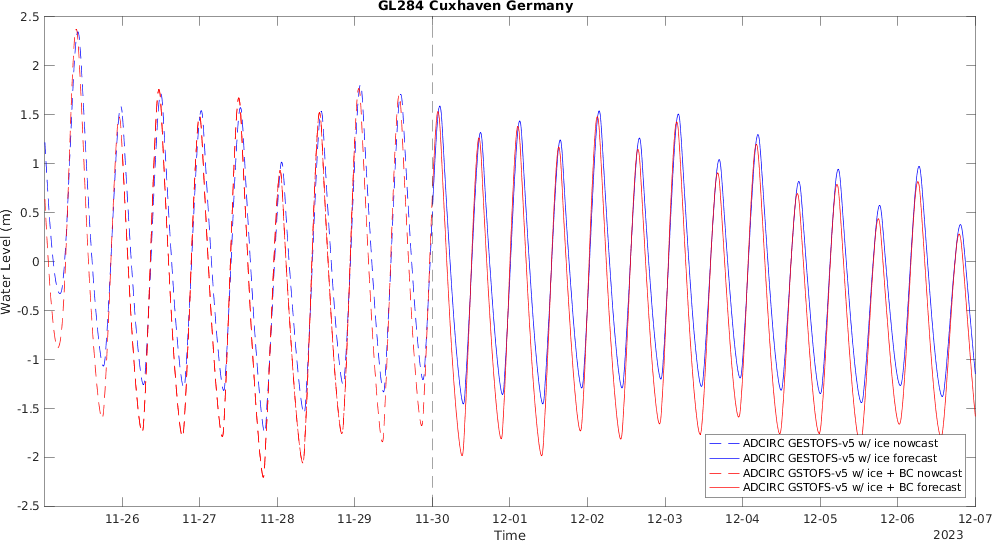 GL284 Cuxhaven Germany
2.5
2
1.5
1
0.5
0
-0.5
-1
-1.5
-2
-2.5
Water Level (m)
ADCIRC GESTOFS-v5 w/ ice nowcast
ADCIRC GESTOFS-v5 w/ ice forecast
ADCIRC GSTOFS-v5 w/ ice + BC nowcast
ADCIRC GSTOFS-v5 w/ ice + BC forecast
11-26 11-27 11-28 11-29 11-30 12-01 12-02 12-03 12-04 12-05 12-06 12-07
Time
2023